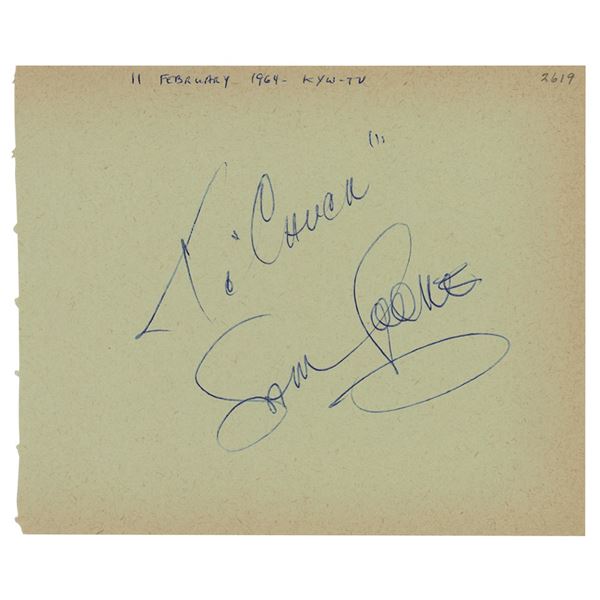 11 FEBRUARY - 1964 - KYW-TV 2619
To "CHUCK"
Sam Cooke